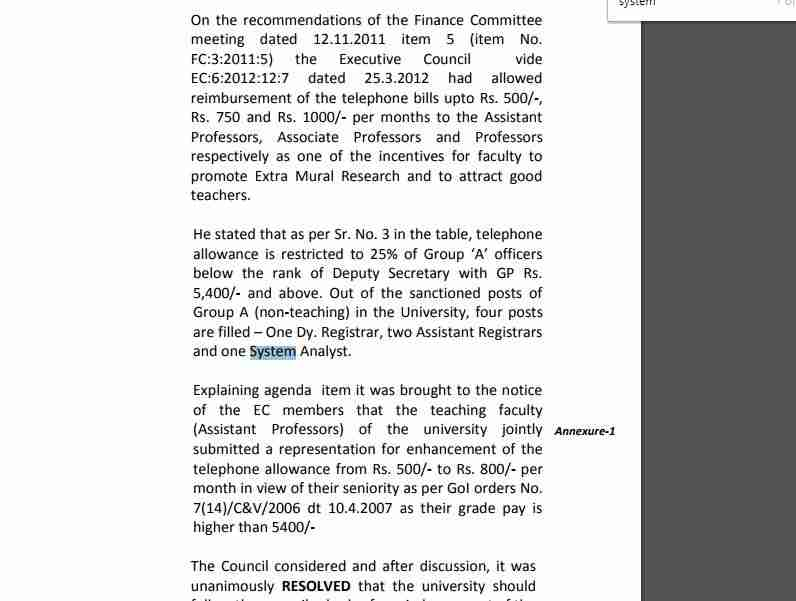 system
On the recommendations of the Finance Committee
meeting dated 12.11.2011 item 5 (item No.
FC:3:2011:5) the Executive Council vide
EC:6:2012:12:7 dated 25.3.2012 had allowed
reimbursement of the telephone bills upto Rs. 500/-,
Rs. 750 and Rs. 1000/- per months to the Assistant
Professors, Associate Professors and Professors
respectively as one of the incentives for faculty to
promote Extra Mural Research and to attract good
teachers.
He stated that as per Sr. No. 3 in the table, telephone
allowance is restricted to 25% of Group ‘A’ officers
below the rank of Deputy Secretary with GP Rs.
5,400/- and above. Out of the sanctioned posts of
Group A (non-teaching) in the University, four posts
are filled – One Dy. Registrar, two Assistant Registrars
and one System Analyst.
Explaining agenda item it was brought to the notice
of the EC members that the teaching faculty
(Assistant Professors) of the university jointly
Annexure-1
submitted a representation for enhancement of the
telephone allowance from Rs. 500/- to Rs. 800/- per
month in view of their seniority as per GoI orders No.
7(14)/C&V/2006 dt 10.4.2007 as their grade pay is
higher than 5400/-
The Council considered and after discussion, it was
unanimously RESOLVED that the university should